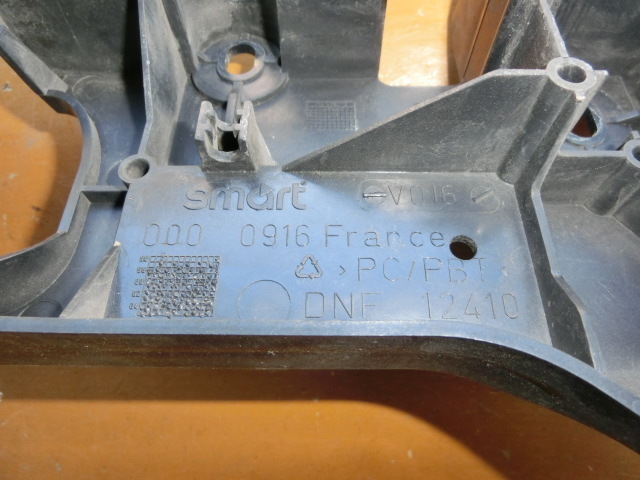 smart V016
000 0916 France
>PC/PBT<
DNF 12410